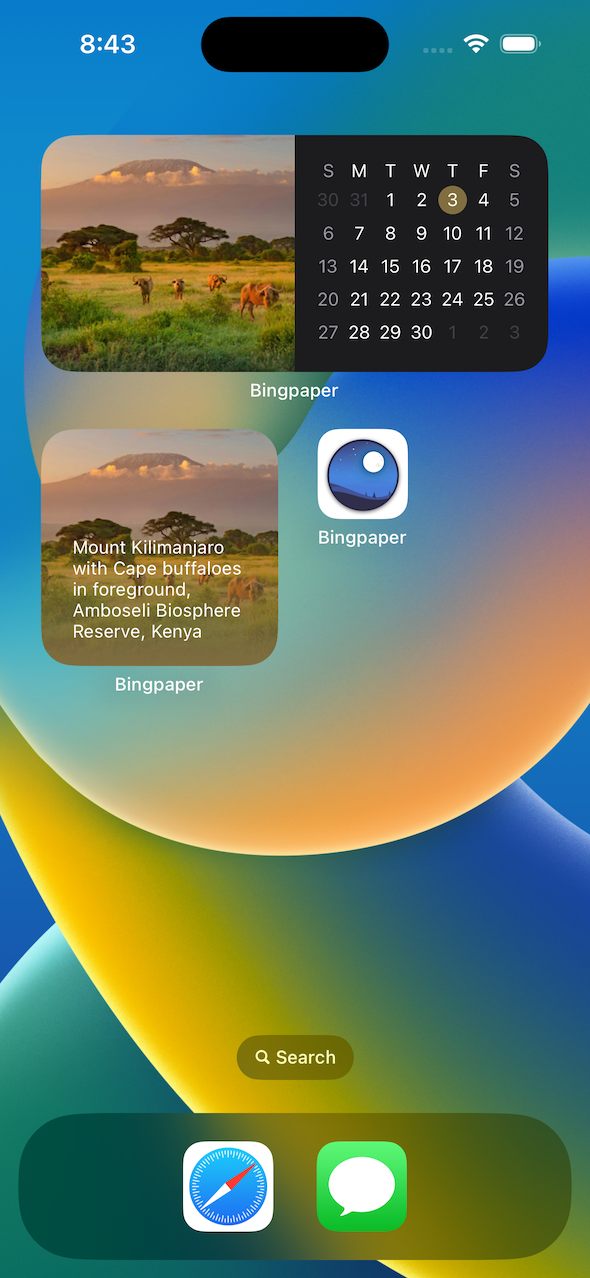 8:43
S M T W T F S
30 31 1 2 3 4 5
6 7 8 9 10 11 12
13 14 15 16 17 18 19
20 21 22 23 24 25 26
27 28 29 30 1 2 3
Bingpaper
Mount Kilimanjaro
with Cape buffaloes
in foreground,
Amboseli Biosphere
Reserve, Kenya
Bingpaper
Bingpaper
Search